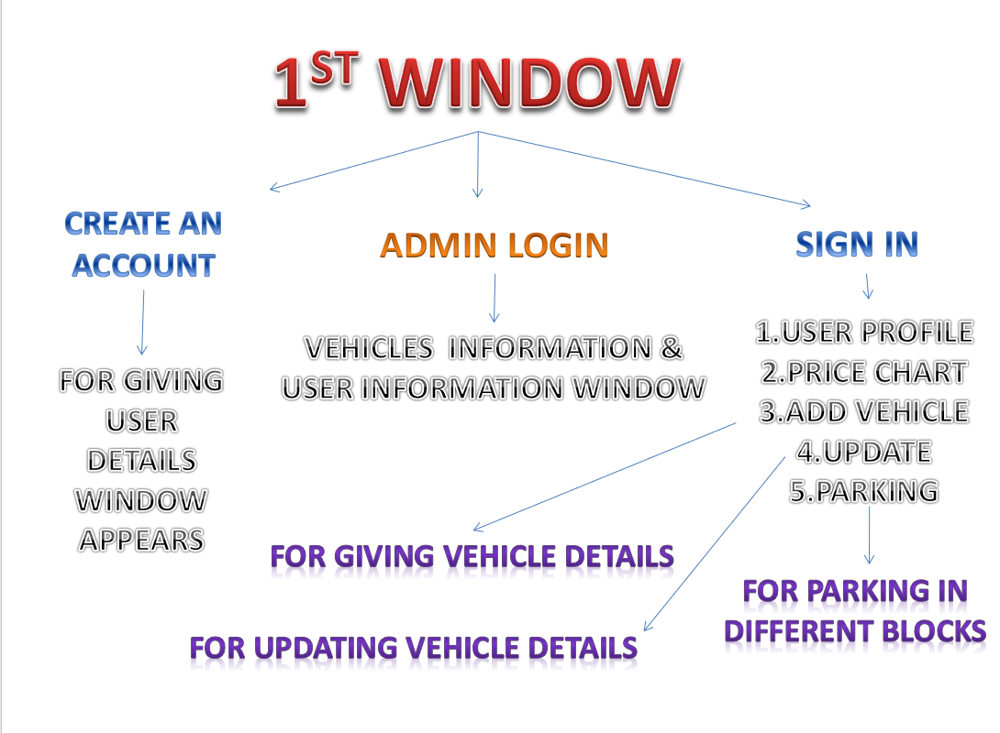 1ST WINDOW
CREATE AN
ACCOUNT
ADMIN LOGIN
SIGN IN
FOR GIVING
USER
DETAILS
WINDOW
APPEARS
VEHICLES INFORMATION &
USER INFORMATION WINDOW
1.USER PROFILE
2.PRICE CHART
3.ADD VEHICLE
4.UPDATE
5.PARKING
FOR GIVING VEHICLE DETAILS
FOR UPDATING VEHICLE DETAILS
FOR PARKING IN
DIFFERENT BLOCKS